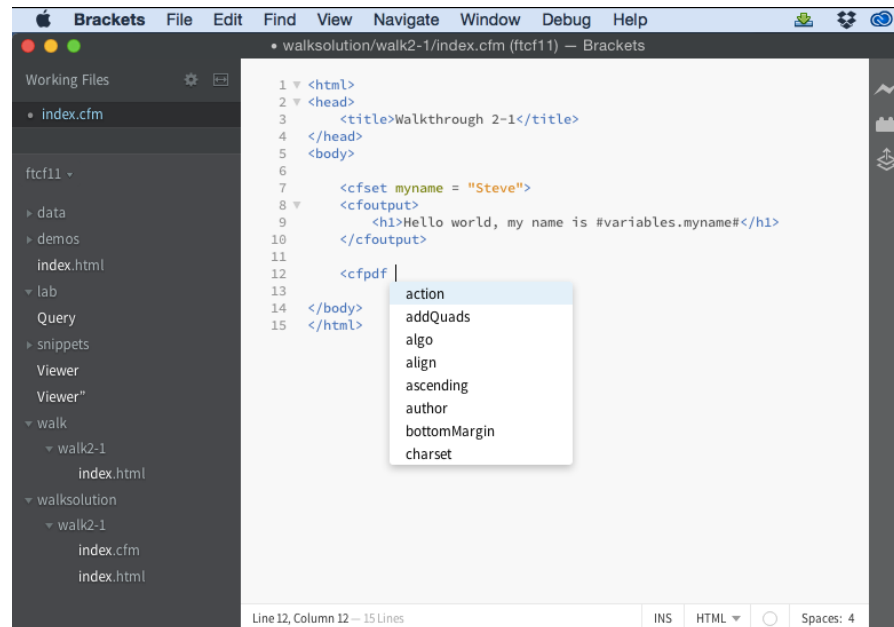 Brackets File Edit Find View Navigate Window Debug Help
• walksolution/walk2-1/index.cfm (ftcf11) — Brackets
Working Files
• index.cfm
ftcf11
data
demos
index.html
lab
Query
snippets
Viewer
Viewer”
walk
walk2-1
index.html
walksolution
walk2-1
index.cfm
index.html
1 <html>
2 <head>
3 <title>Walkthrough 2-1</title>
4 </head>
5 <body>
6
7 <cfset myname = "Steve">
8 <cfoutput>
9 <h1>Hello world, my name is #variables.myname#</h1>
10 </cfoutput>
11
12 <cfpdf
13
14 </body>
15 </html>
action
addQuads
algo
align
ascending
author
bottomMargin
charset
Line 12, Column 12 — 15 Lines
INS HTML Spaces: 4